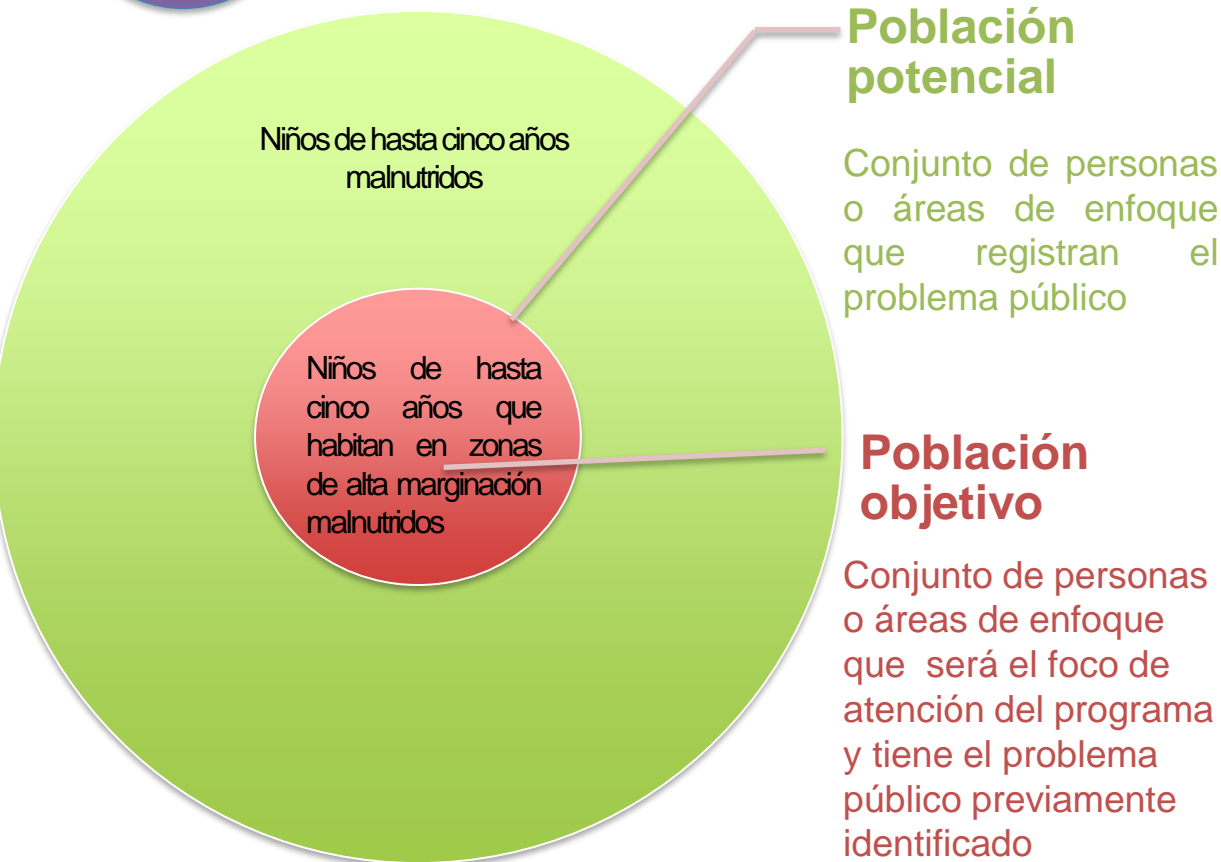 Población
potencial
Niños de hasta cinco años
malnutridos
Conjunto de personas
o áreas de enfoque
que registran el
problema público
Niños de hasta
cinco años que
habitan en zonas
de alta marginación
malnutridos
Población
objetivo
Conjunto de personas
o áreas de enfoque
que será el foco de
atención del programa
y tiene el problema
público previamente
identificado